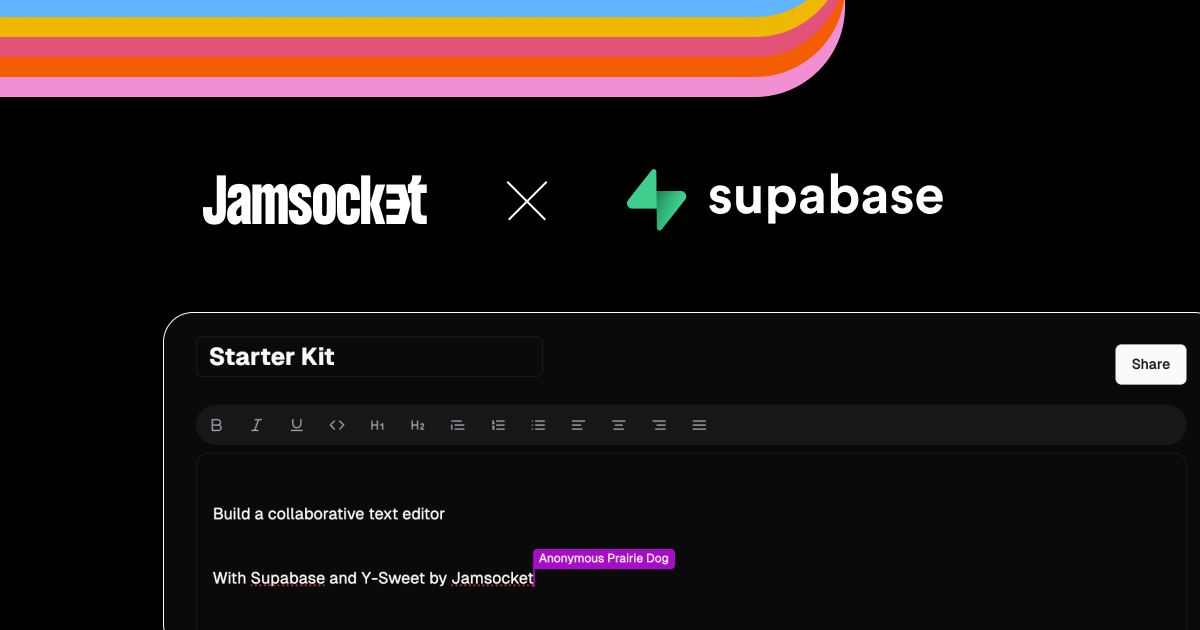 Jamsocket
supabase
Starter Kit
Share
B I U <> H1 H2
Build a collaborative text editor
Anonymous Prairie Dog
With Supabase and Y-Sweet by Jamsocket